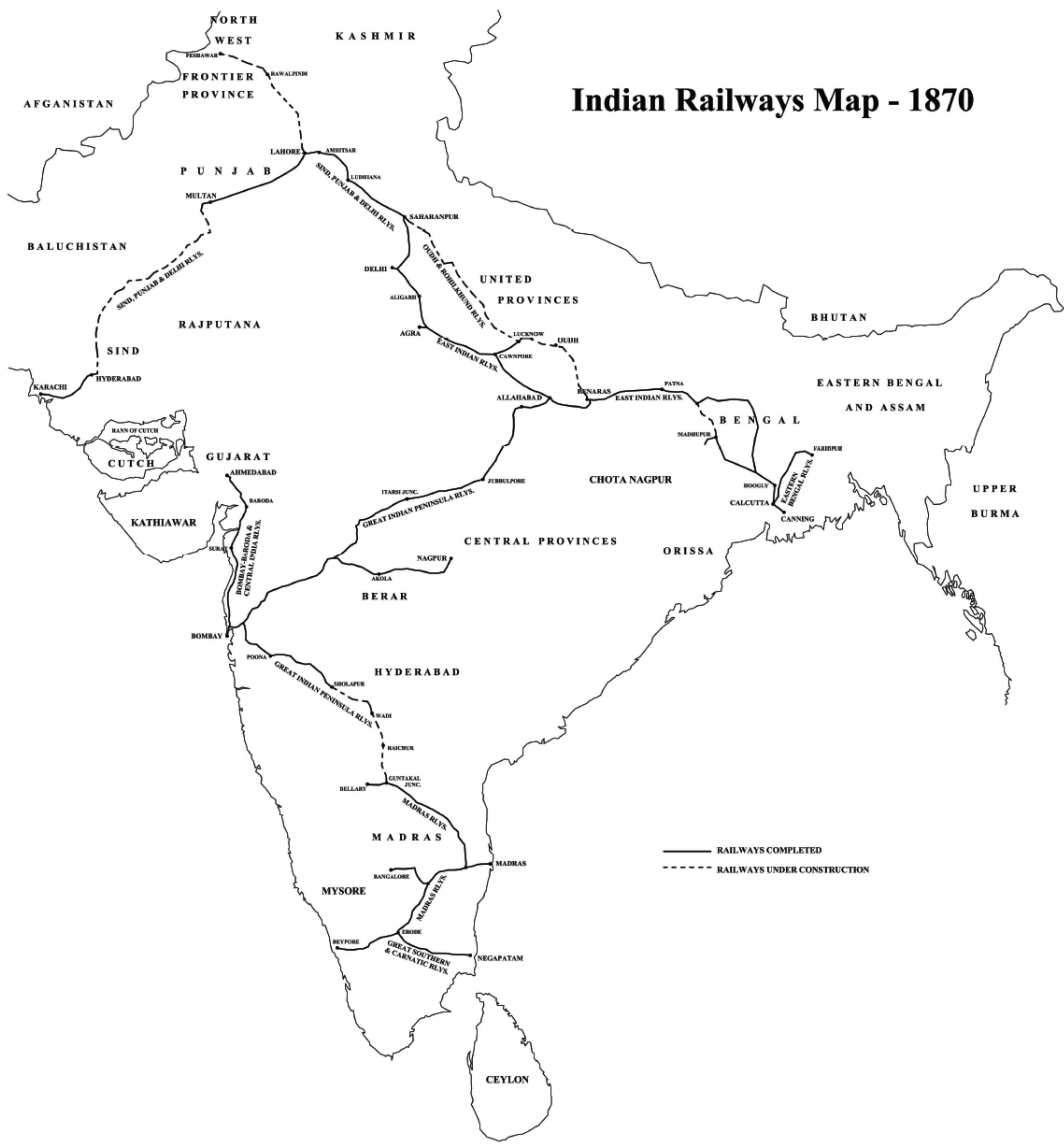 Indian Railways Map - 1870
NORTH
WEST
FRONTIER
PROVINCE
KASHMIR
PESHAWAR
RAWALPINDI
AFGANISTAN
LAHORE
AMRITSAR
PUNJAB
LUDHIANA
SIND, PUNJAB & DELHI RLYS.
MULTAN
SAHARANPUR
BALUCHISTAN
SIND, PUNJAB & DELHI RLYS.
DELHI
OUDH & ROHILKHUND RLYS.
UNITED
PROVINCES
ALIGABH
RAJPUTANA
AGRA
EAST INDIAN RLYS.
LUCKNOW
OUDH
CAWNPORE
BHUTAN
SIND
HYDERABAD
KARACHI
ALLAHABAD
BENARAS
EAST INDIAN RLYS.
PATNA
EASTERN BENGAL
AND ASSAM
BENGAL
MADHUPUR
RANN OF CUTCH
CUTCH
GUJARAT
AHMEDABAD
BARODA
KATHIAWAR
SURAT
BOMBAY-BaRODA &
CENTRAL INDIA RLYS.
ITARSI JUNC.
JUBBULPORE
GREAT INDIAN PENINSULA RLYS.
CHOTA NAGPUR
FARIDPUR
HOOGLY
EASTERN
BENGAL RLYS.
CALCUTTA
CANNING
UPPER
BURMA
CENTRAL PROVINCES
ORISSA
NAGPUR
AKOLA
BERAR
BOMBAY
POONA
HYDERABAD
SHOLAPUR
GREAT INDIAN PENINSULA RLYS.
WADI
RAICHUR
GUNTAKAL
JUNC.
BELLARY
MADRAS RLYS.
MADRAS
RAILWAYS COMPLETED
RAILWAYS UNDER CONSTRUCTION
MADRAS
BANGALORE
MYSORE
MADRAS RLYS.
ERODE
BEYPORE
GREAT SOUTHERN
& CARNATIC RLYS.
NEGAPATAM
CEYLON